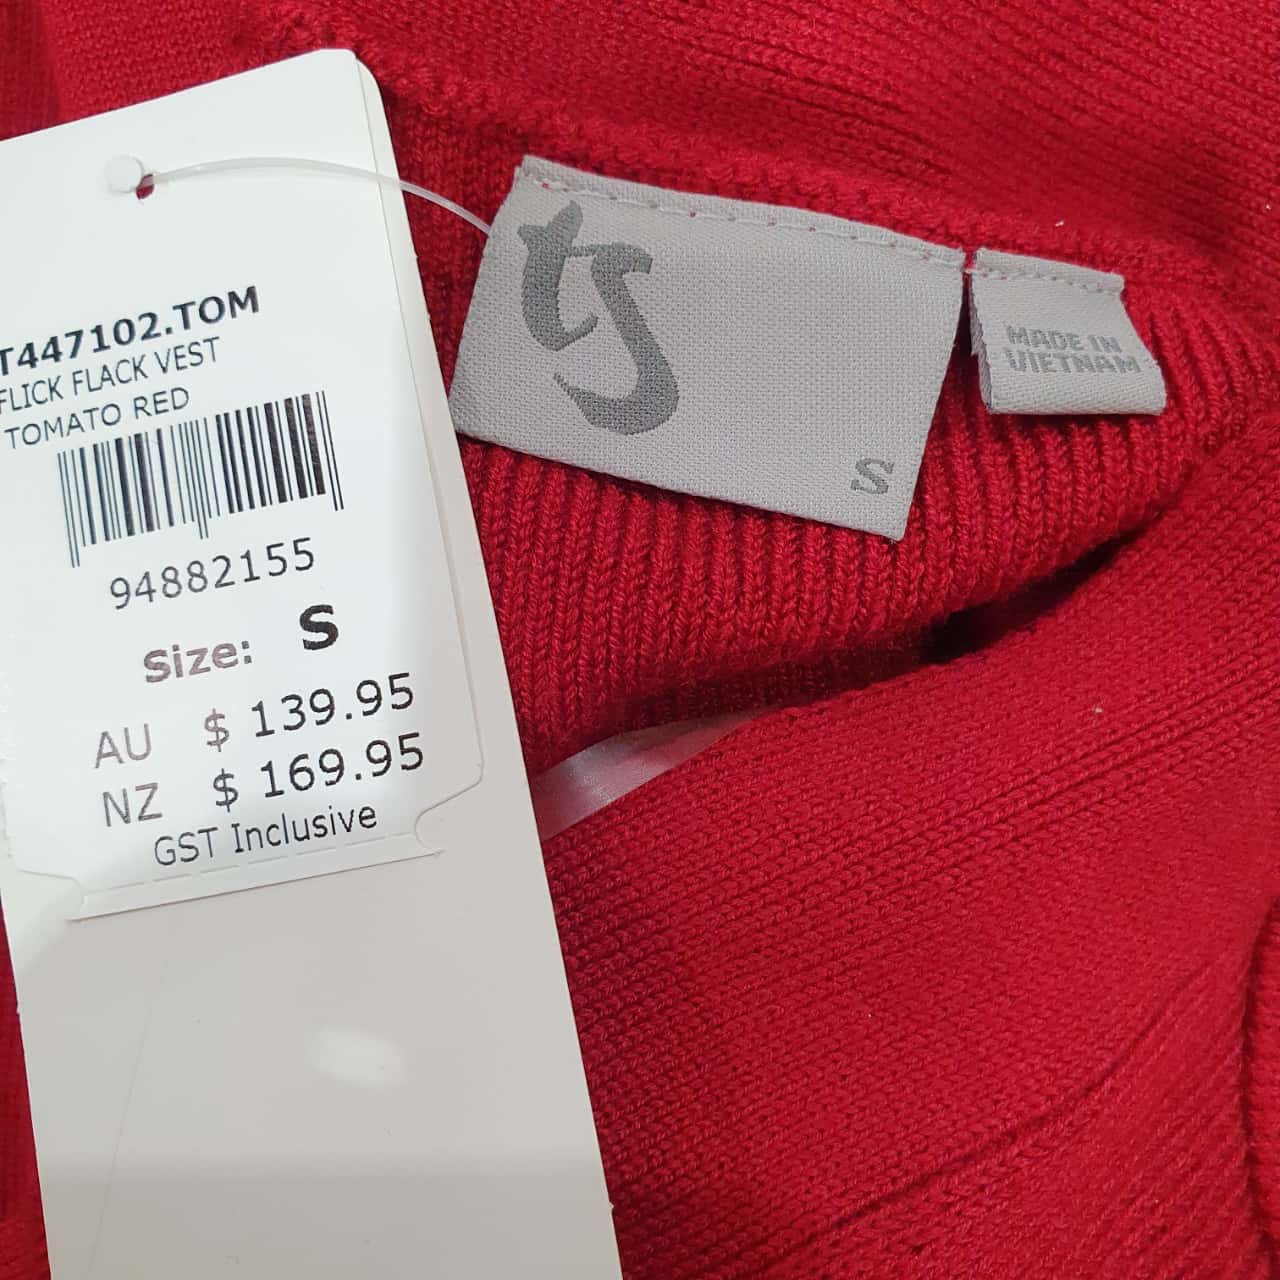 T447102.TOM
FLICK FLACK VEST
TOMATO RED
94882155
Size: S
AU $ 139.95
NZ $ 169.95
GST Inclusive
ts
S
MADE IN
VIETNAM